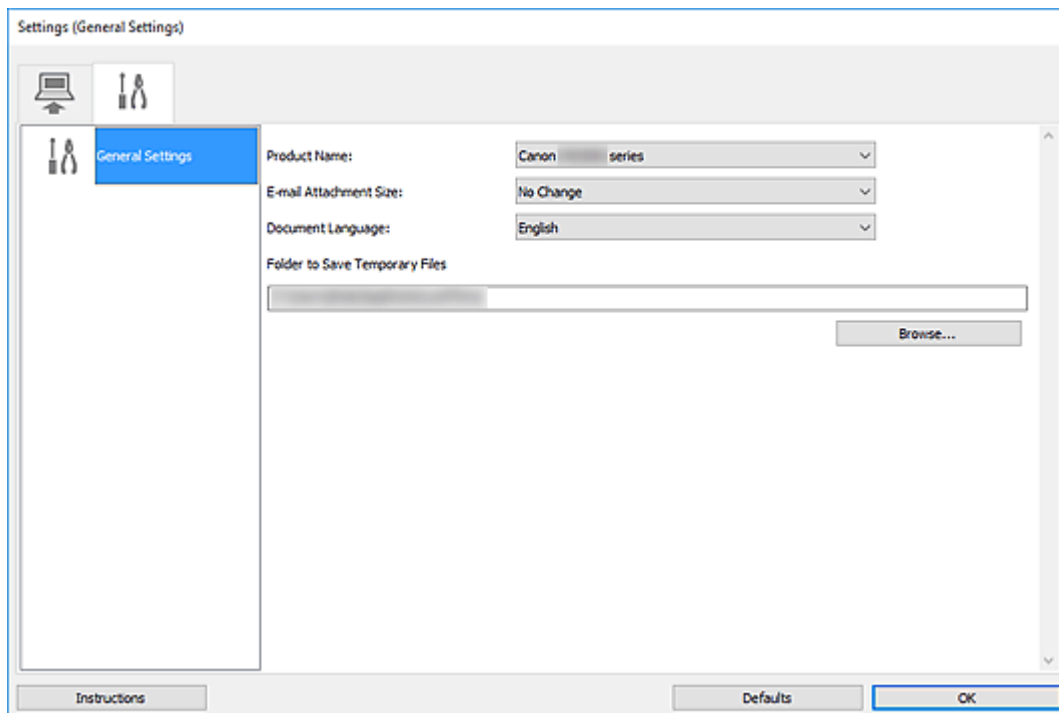 Settings (General Settings)
General Settings
Product Name:
Canon series
E-mail Attachment Size:
No Change
Document Language:
English
Folder to Save Temporary Files
Browse...
Instructions
Defaults
OK